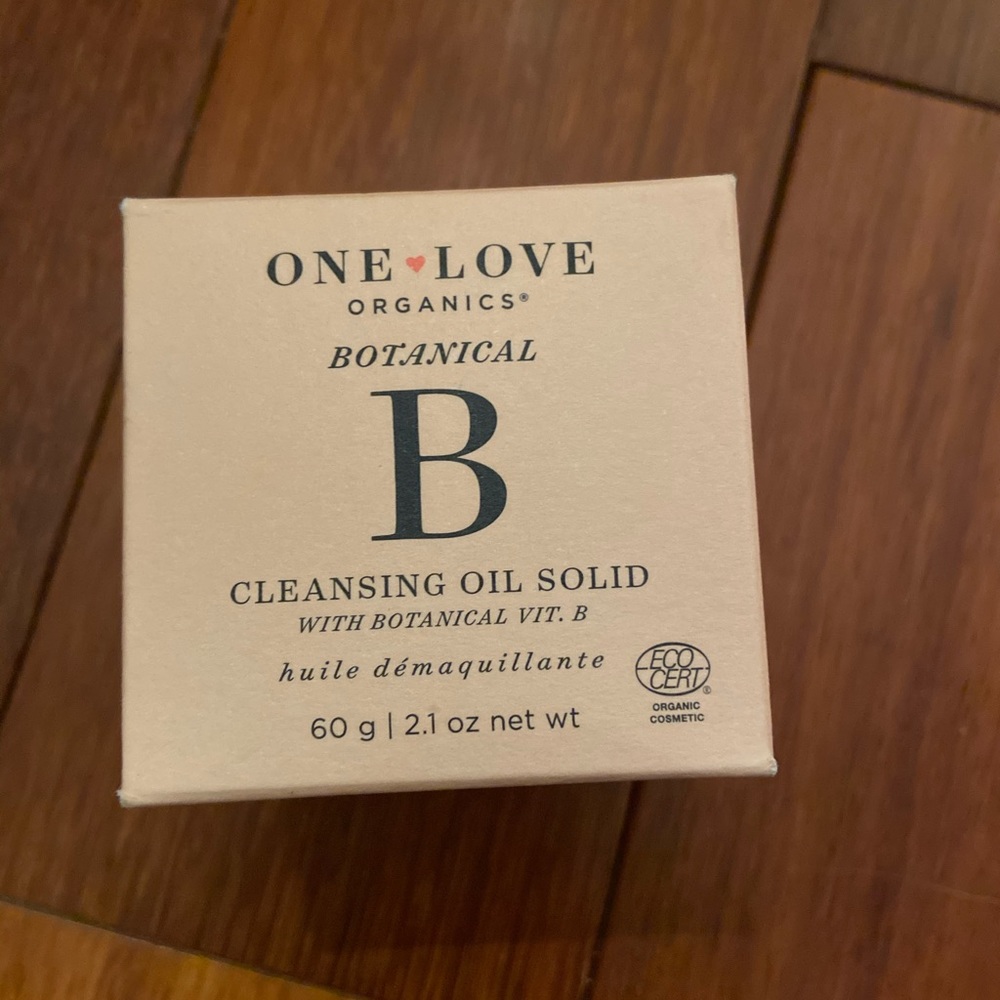 ONE ♥ LOVE
ORGANICS®
BOTANICAL
B
CLEANSING OIL SOLID
WITH BOTANICAL VIT. B
huile démaquillante
60 g | 2.1 oz net wt
ECO
CERT®
ORGANIC
COSMETIC